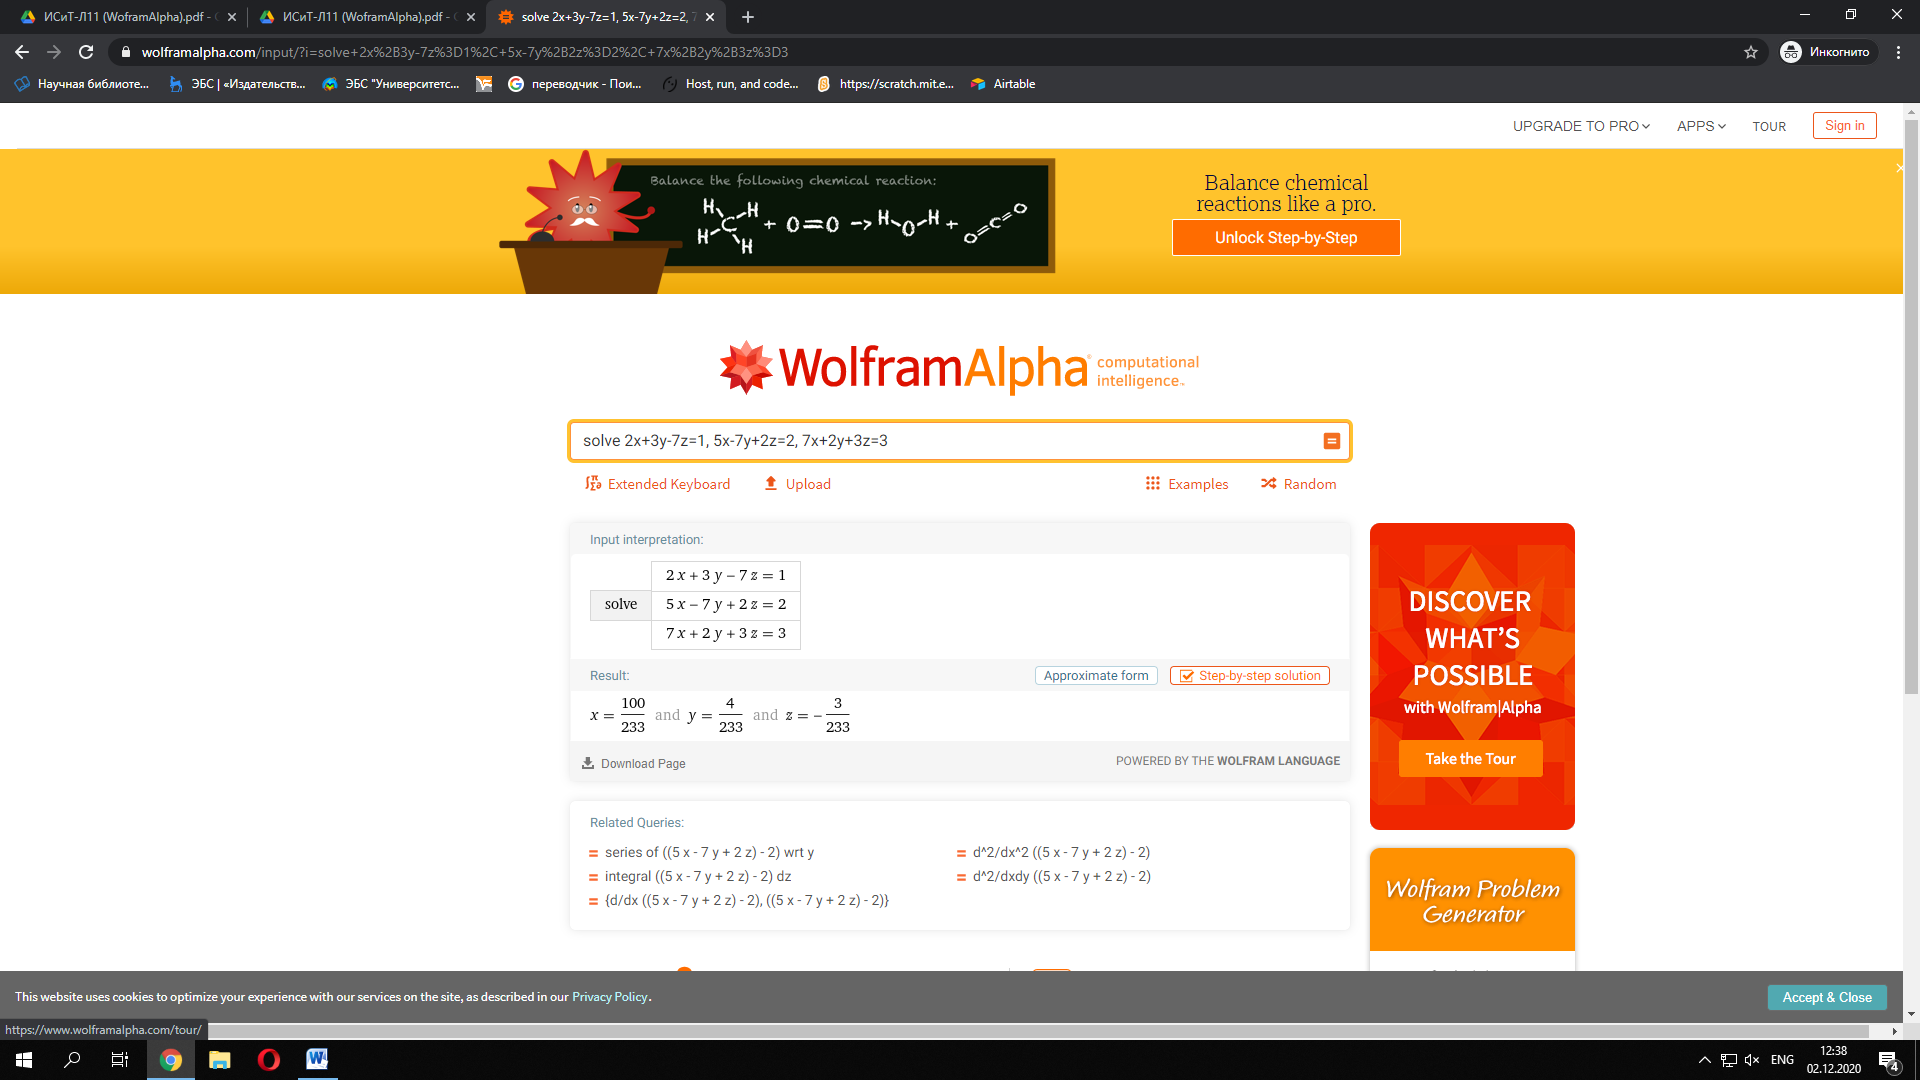 ИСиТ-Л11 (WoframAlpha).pdf -
ИСиТ-Л11 (WoframAlpha).pdf -
solve 2x+3y-7z=1, 5x-7y+2z=2, 7
wolframalpha.com/input/?i=solve+2x%2B3y-7z%3D1%2C+5x-7y%2B2z%3D2%2C+7x%2B2y%2B3z%3D3
Инкогнито
Научная библиоте...
ЭБС | «Издательств...
ЭБС "Университетс...
переводчик - Пои...
Host, run, and code...
https://scratch.mit.e...
Airtable
UPGRADE TO PRO
APPS
TOUR
Sign in
Balance the following chemical reaction:
H H C H H + O=O -> H O H + O C O
Balance chemical
reactions like a pro.
Unlock Step-by-Step
WolframAlpha computational
intelligence™
solve 2x+3y-7z=1, 5x-7y+2z=2, 7x+2y+3z=3
Extended Keyboard
Upload
Examples
Random
Input interpretation:
solve
2 x + 3 y − 7 z = 1
5 x − 7 y + 2 z = 2
7 x + 2 y + 3 z = 3
Result:
Approximate form
Step-by-step solution
x = 100/233 and y = 4/233 and z = −3/233
Download Page
POWERED BY THE WOLFRAM LANGUAGE
Related Queries:
= series of ((5 x - 7 y + 2 z) - 2) wrt y
= d^2/dx^2 ((5 x - 7 y + 2 z) - 2)
= integral ((5 x - 7 y + 2 z) - 2) dz
= d^2/dxdy ((5 x - 7 y + 2 z) - 2)
= {d/dx ((5 x - 7 y + 2 z) - 2), ((5 x - 7 y + 2 z) - 2)}
DISCOVER
WHAT'S
POSSIBLE
with Wolfram|Alpha
Take the Tour
Wolfram Problem
Generator
This website uses cookies to optimize your experience with our services on the site, as described in our Privacy Policy.
Accept & Close
https://www.wolframalpha.com/tour/
ENG
12:38
02.12.2020
4